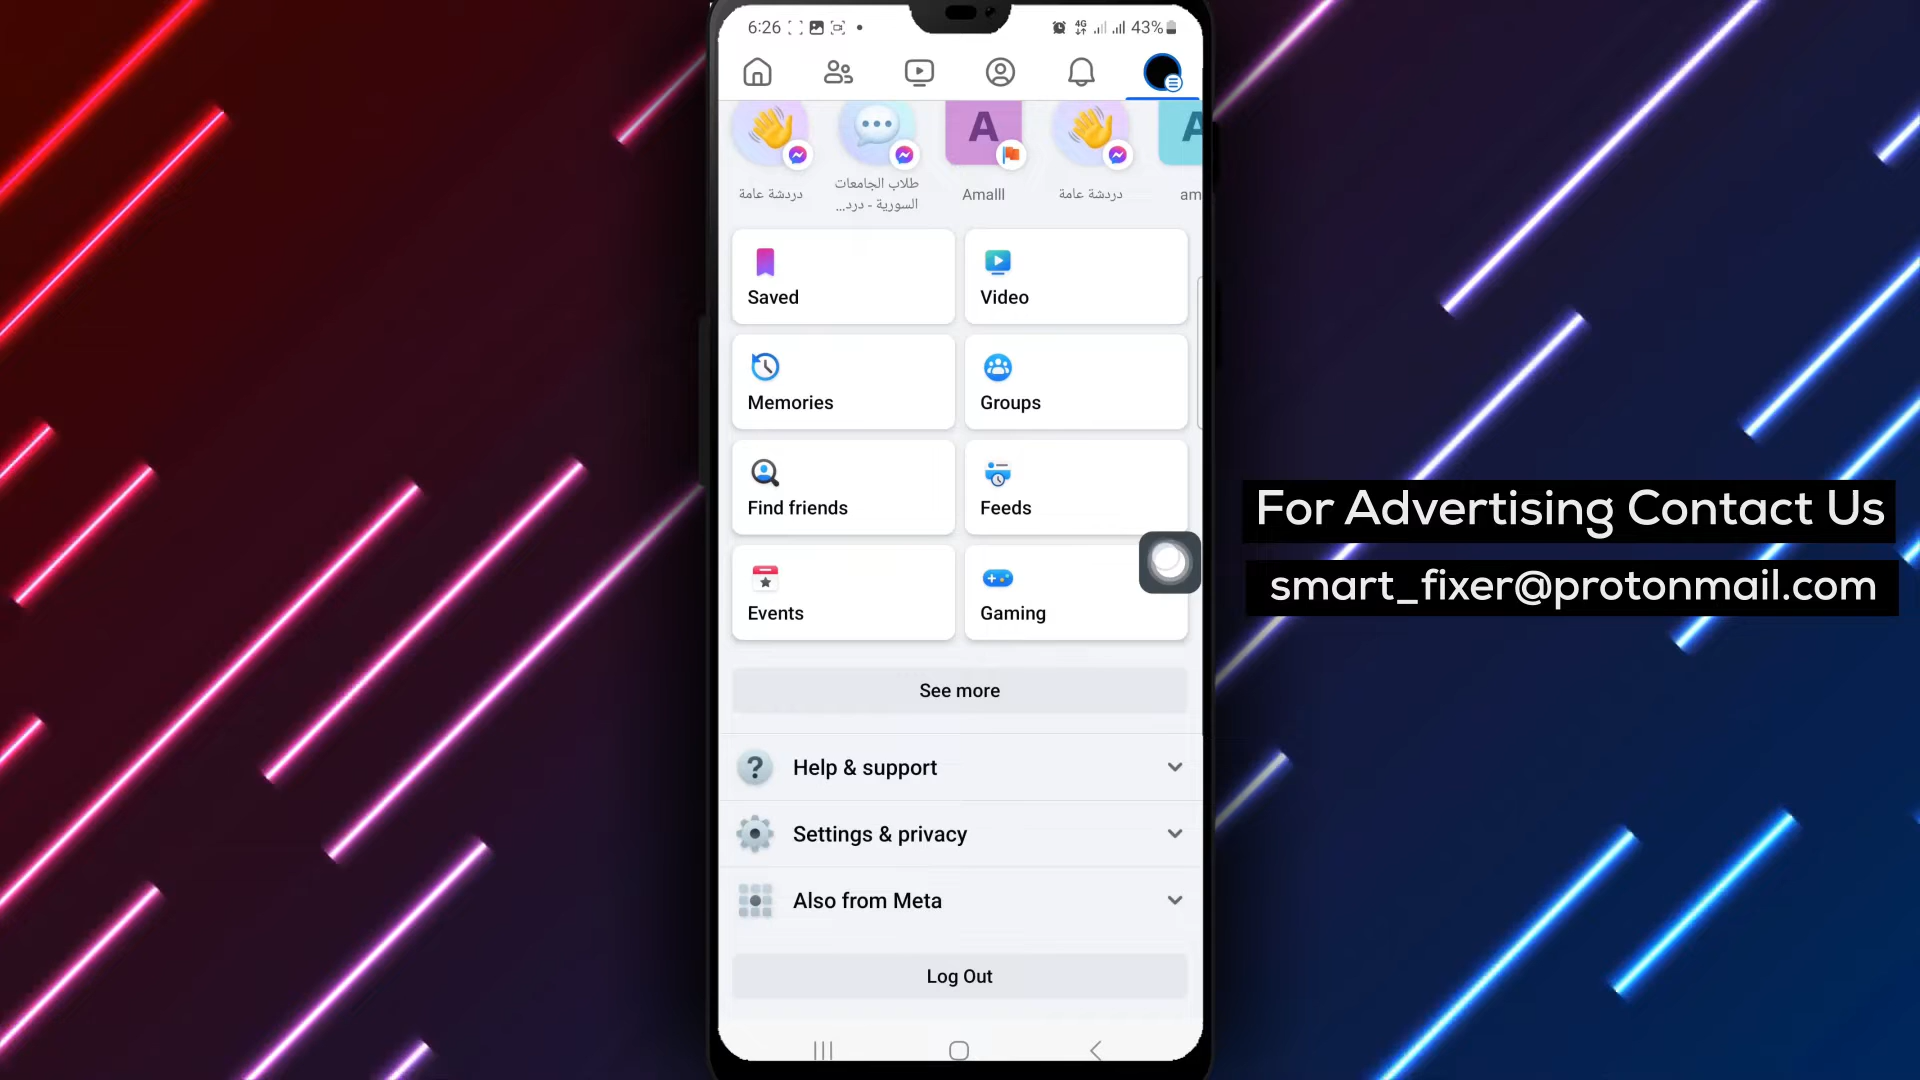 6:26
4G
43%
A
A
دردشة عامة
طلاب الجامعات
السورية - درد...
Amalll
دردشة عامة
am
Saved
Video
Memories
Groups
Find friends
Feeds
Events
Gaming
See more
Help & support
Settings & privacy
Also from Meta
Log Out
For Advertising Contact Us
smart_fixer@protonmail.com